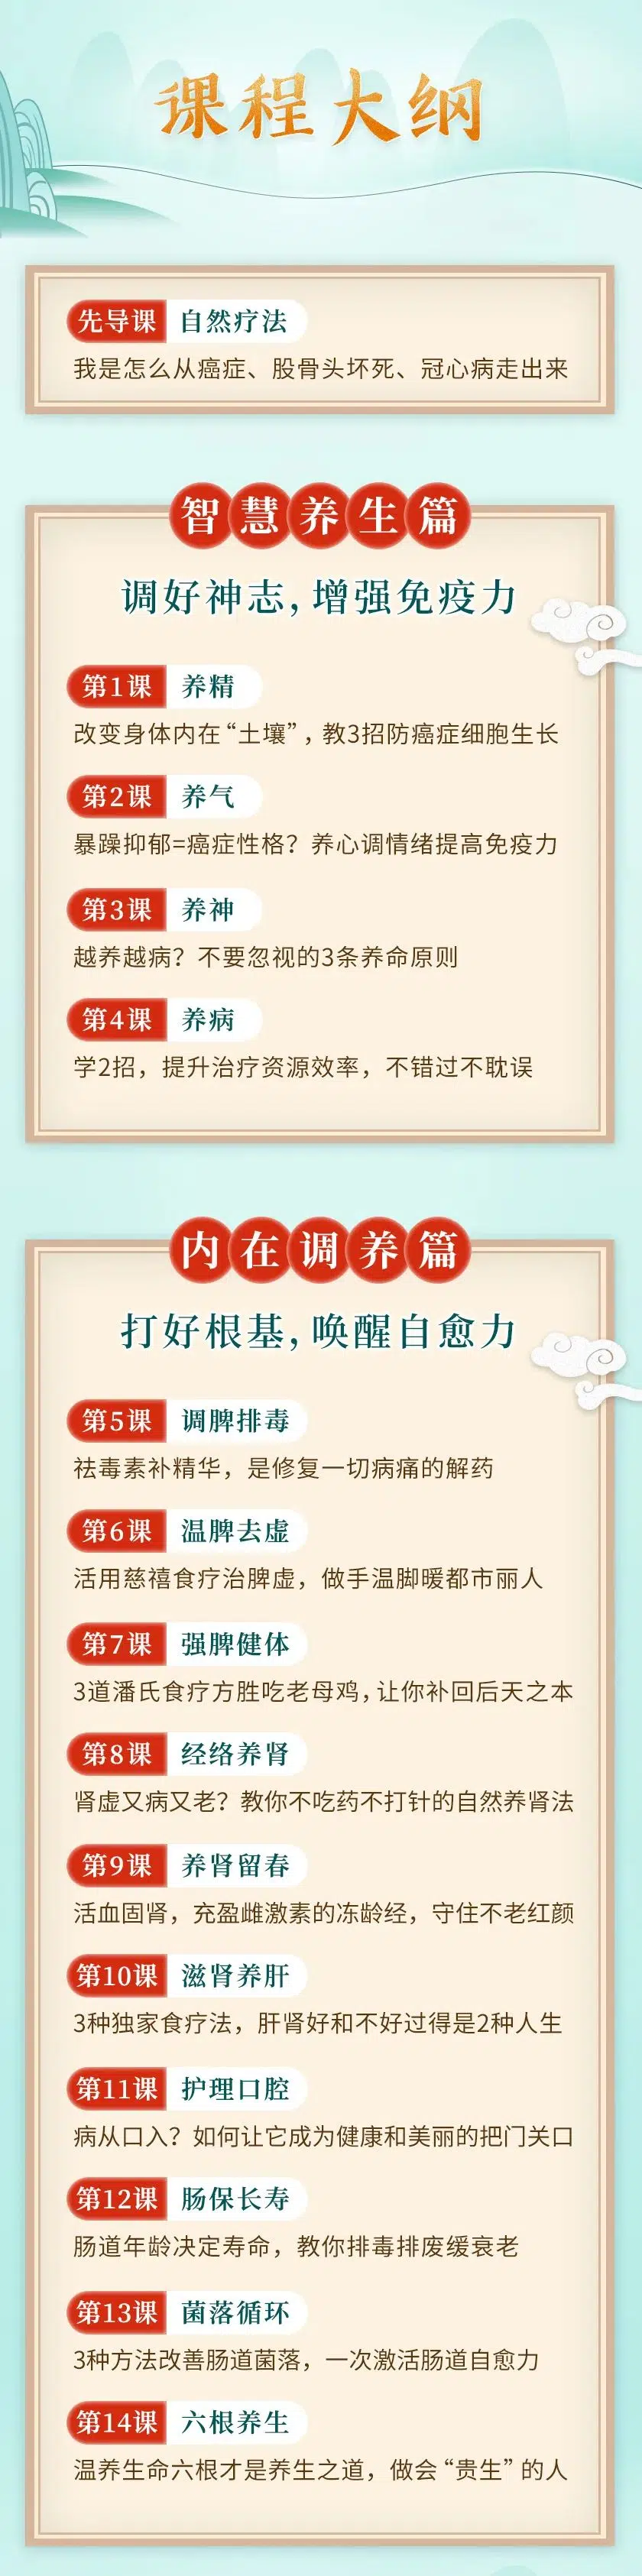 课程大纲
先导课 自然疗法
我是怎么从癌症、股骨头坏死、冠心病走出来
智慧养生篇
调好神志，增强免疫力
第1课 养精
改变身体内在“土壤”，教3招防癌症细胞生长
第2课 养气
暴躁抑郁=癌症性格？养心调情绪提高免疫力
第3课 养神
越养越病？不要忽视的3条养命原则
第4课 养病
学2招，提升治疗资源效率，不错过不耽误
内在调养篇
打好根基，唤醒自愈力
第5课 调脾排毒
祛毒素补精华，是修复一切病痛的解药
第6课 温脾去虚
活用慈禧食疗治脾虚，做手温脚暖都市丽人
第7课 强脾健体
3道潘氏食疗方胜吃老母鸡，让你补回后天之本
第8课 经络养肾
肾虚又病又老？教你不吃药不打针的自然养肾法
第9课 养肾留春
活血固肾，充盈雌激素的冻龄经，守住不老红颜
第10课 滋肾养肝
3种独家食疗法，肝肾好和不好过得是2种人生
第11课 护理口腔
病从口入？如何让它成为健康和美丽的把门关口
第12课 肠保长寿
肠道年龄决定寿命，教你排毒排废缓衰老
第13课 菌落循环
3种方法改善肠道菌落，一次激活肠道自愈力
第14课 六根养生
温养生命六根才是养生之道，做会“贵生”的人